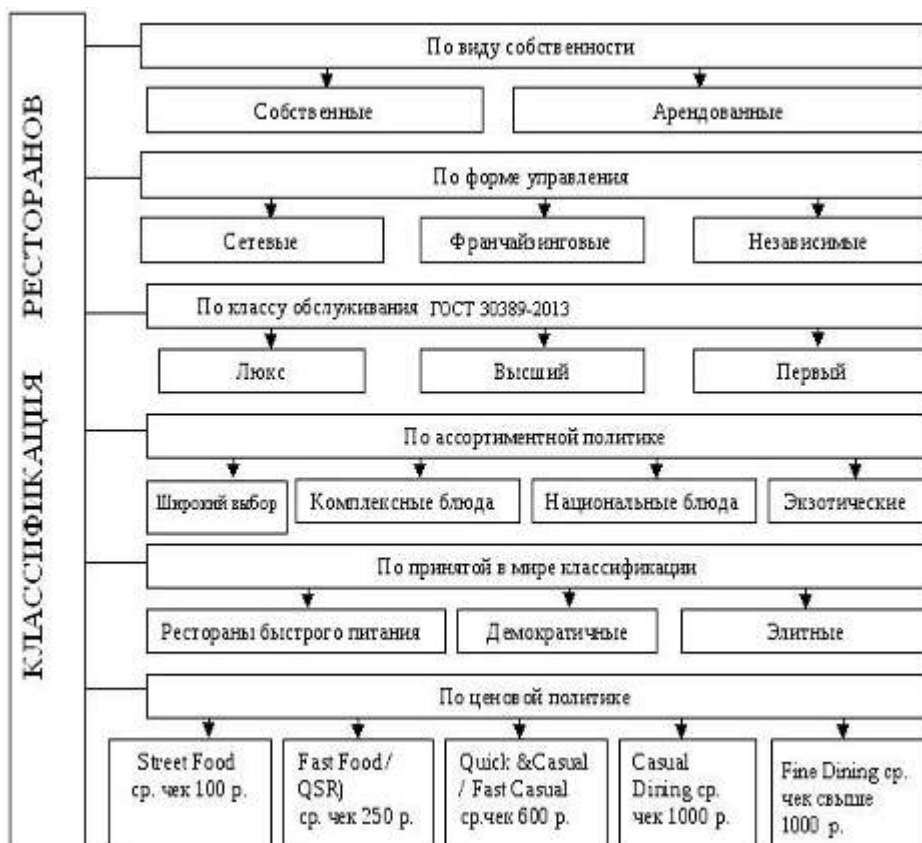 КЛАССИФИКАЦИЯ РЕСТОРАНОВ
По виду собственности
Собственные
Арендованные
По форме управления
Сетевые
Франчайзинговые
Независимые
По классу обслуживания ГОСТ 30389-2013
Люкс
Высший
Первый
По ассортиментной политике
Широкий выбор
Комплексные блюда
Национальные блюда
Экзотические
По принятой в мире классификации
Рестораны быстрого питания
Демократичные
Элитные
По ценовой политике
Street Food
ср. чек 100 р.
Fast Food /
QSR)
ср. чек 250 р.
Quick &Casual
/ Fast Casual
ср.чек 600 р.
Casual
Dining ср.
чек 1000 р.
Fine Dining ср.
чек свыше
1000 р.